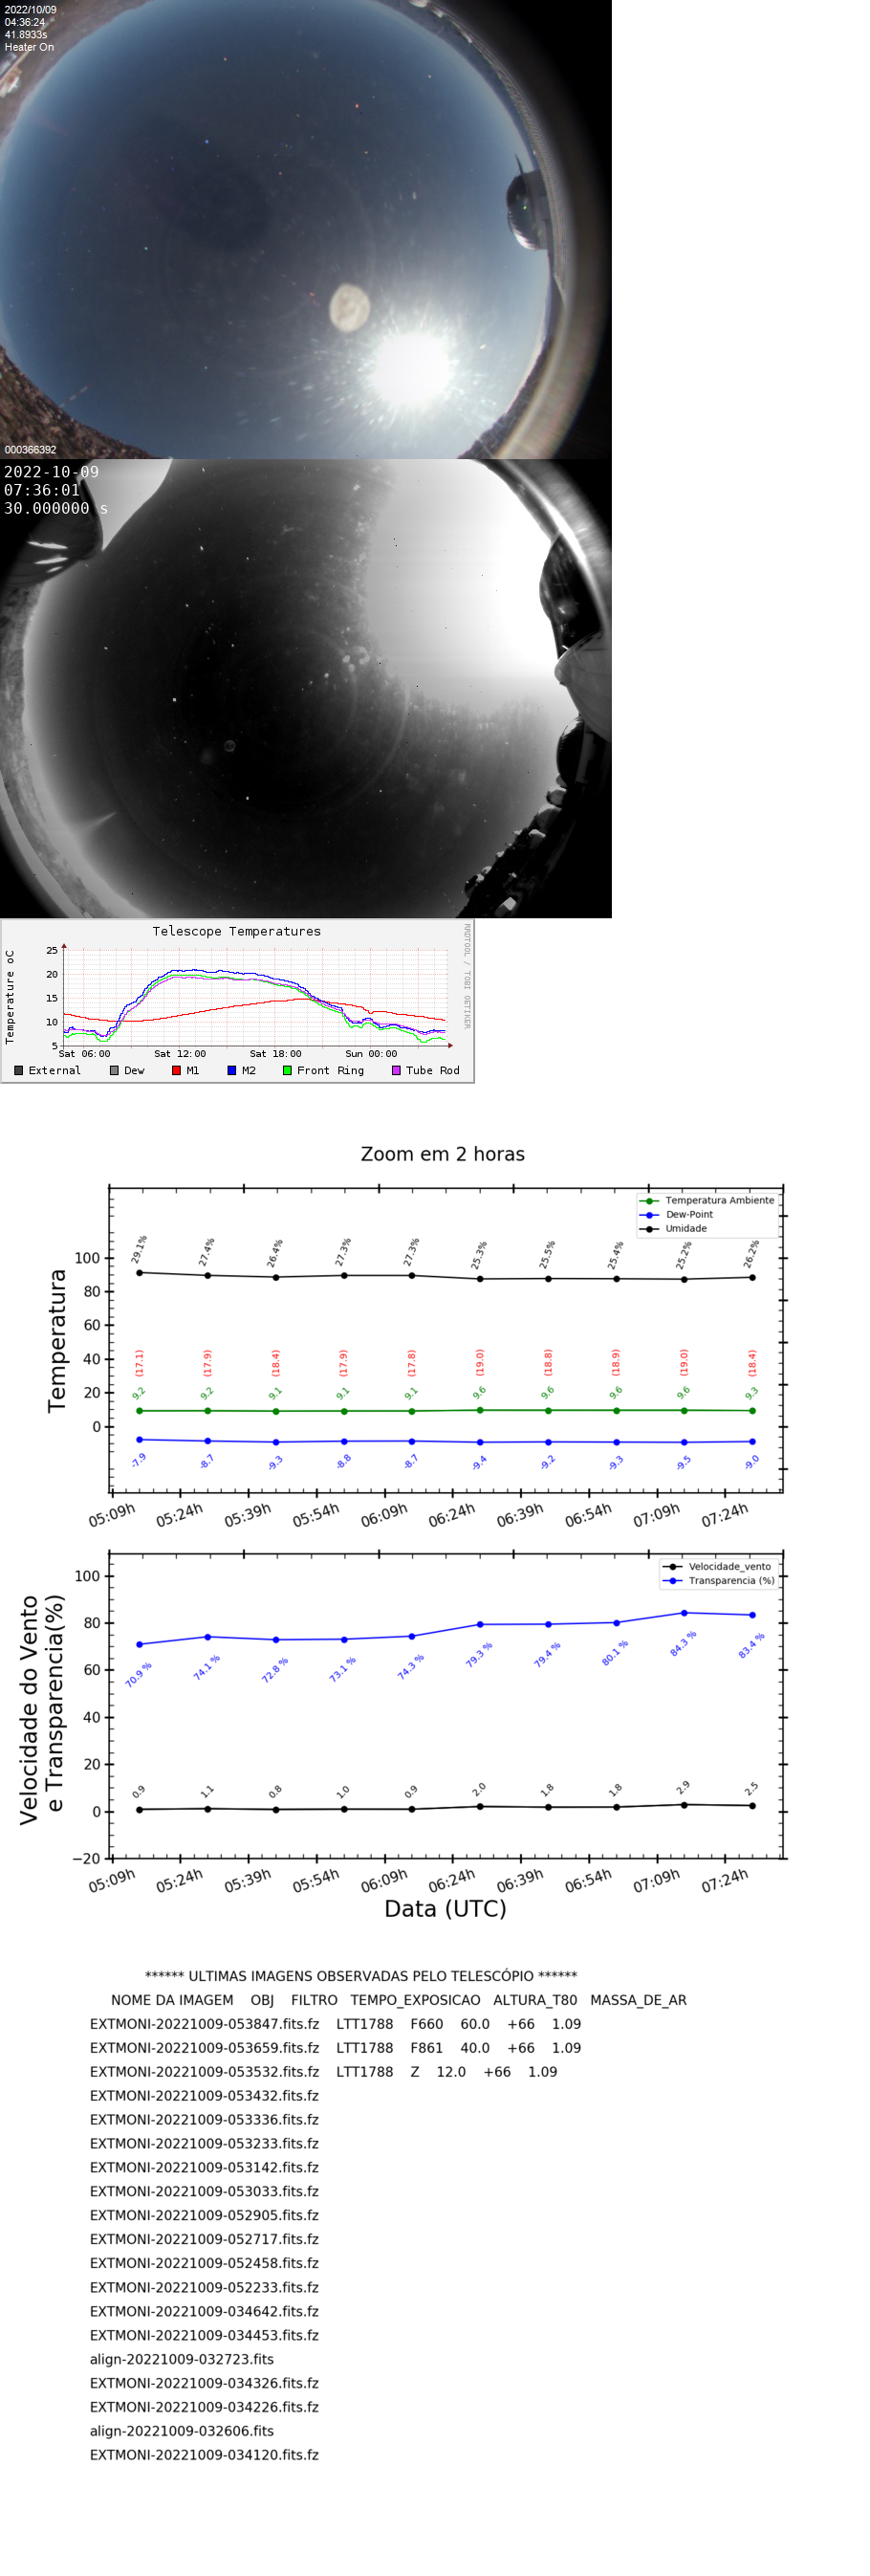 2022/10/09
04:36:24
41.8933s
Heater On
000366392
2022-10-09
07:36:01
30.000000 s
Telescope Temperatures
RRDTOOL / TOBI OETIKER
Temperature oC
25
20
15
10
5
Sat 06:00 Sat 12:00 Sat 18:00 Sun 00:00
External Dew M1 M2 Front Ring Tube Rod
Zoom em 2 horas
Temperatura Ambiente
Dew-Point
Umidade
Temperatura
100
80
60
40
20
0
29.1% 27.4% 26.4% 27.3% 27.3% 25.3% 25.5% 25.4% 25.2% 26.2%
(17.1) (17.9) (18.4) (17.9) (17.8) (19.0) (18.8) (18.9) (19.0) (18.4)
9.2 9.2 9.1 9.1 9.1 9.6 9.6 9.6 9.6 9.3
-7.9 -8.7 -9.3 -8.8 -8.7 -9.4 -9.2 -9.3 -9.5 -9.0
05:09h 05:24h 05:39h 05:54h 06:09h 06:24h 06:39h 06:54h 07:09h 07:24h
Velocidade_vento
Transparencia (%)
Velocidade do Vento
e Transparencia(%)
100
80
60
40
20
0
−20
70.9 % 74.1 % 72.8 % 73.1 % 74.3 % 79.3 % 79.4 % 80.1 % 84.3 % 83.4 %
0.9 1.1 0.8 1.0 0.9 2.0 1.8 1.8 2.9 2.5
05:09h 05:24h 05:39h 05:54h 06:09h 06:24h 06:39h 06:54h 07:09h 07:24h
Data (UTC)
****** ULTIMAS IMAGENS OBSERVADAS PELO TELESCÓPIO ******
NOME DA IMAGEM OBJ FILTRO TEMPO_EXPOSICAO ALTURA_T80 MASSA_DE_AR
EXTMONI-20221009-053847.fits.fz LTT1788 F660 60.0 +66 1.09
EXTMONI-20221009-053659.fits.fz LTT1788 F861 40.0 +66 1.09
EXTMONI-20221009-053532.fits.fz LTT1788 Z 12.0 +66 1.09
EXTMONI-20221009-053432.fits.fz
EXTMONI-20221009-053336.fits.fz
EXTMONI-20221009-053233.fits.fz
EXTMONI-20221009-053142.fits.fz
EXTMONI-20221009-053033.fits.fz
EXTMONI-20221009-052905.fits.fz
EXTMONI-20221009-052717.fits.fz
EXTMONI-20221009-052458.fits.fz
EXTMONI-20221009-052233.fits.fz
EXTMONI-20221009-034642.fits.fz
EXTMONI-20221009-034453.fits.fz
align-20221009-032723.fits
EXTMONI-20221009-034326.fits.fz
EXTMONI-20221009-034226.fits.fz
align-20221009-032606.fits
EXTMONI-20221009-034120.fits.fz